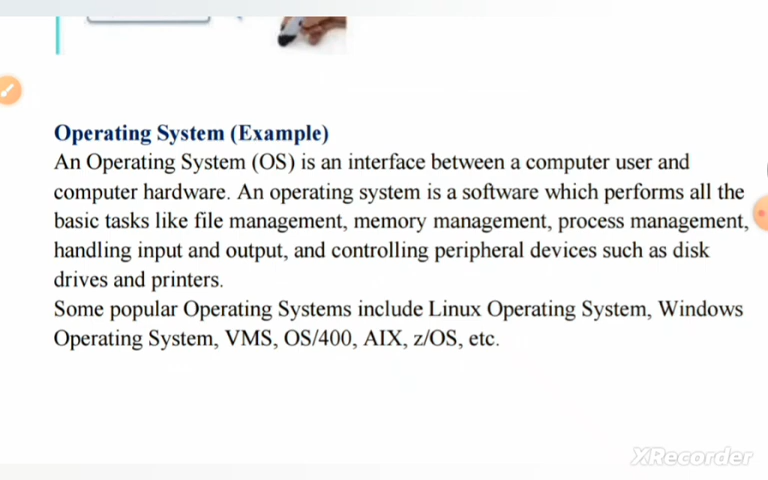 Operating System (Example)
An Operating System (OS) is an interface between a computer user and
computer hardware. An operating system is a software which performs all the
basic tasks like file management, memory management, process management,
handling input and output, and controlling peripheral devices such as disk
drives and printers.
Some popular Operating Systems include Linux Operating System, Windows
Operating System, VMS, OS/400, AIX, z/OS, etc.
XRecorder